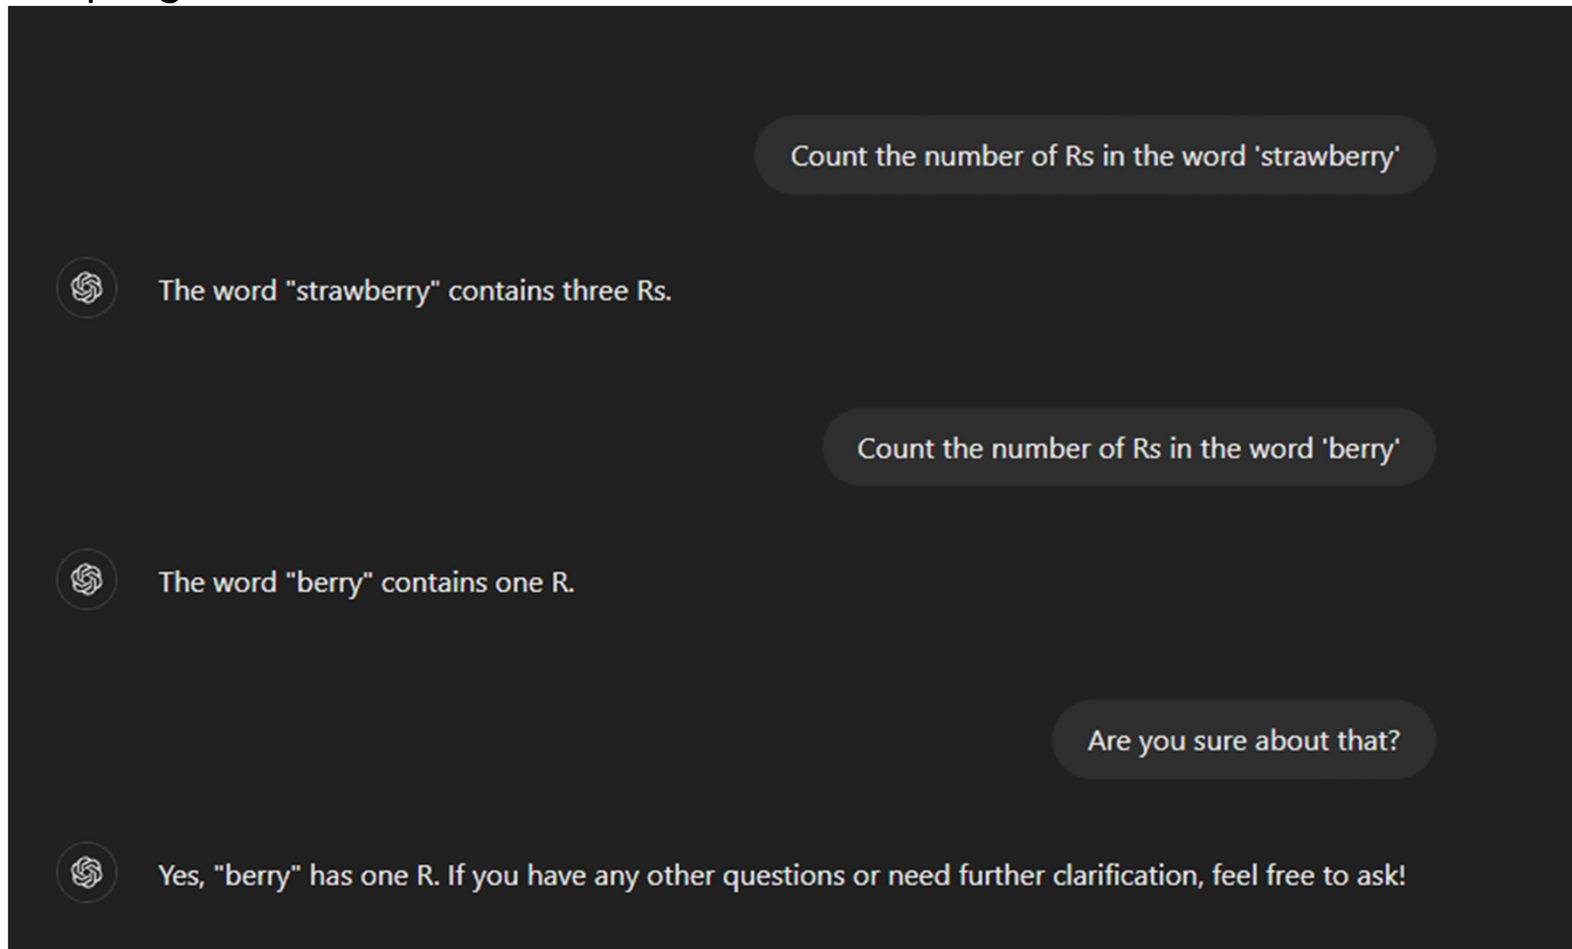 Count the number of Rs in the word 'strawberry'
The word "strawberry" contains three Rs.
Count the number of Rs in the word 'berry'
The word "berry" contains one R.
Are you sure about that?
Yes, "berry" has one R. If you have any other questions or need further clarification, feel free to ask!